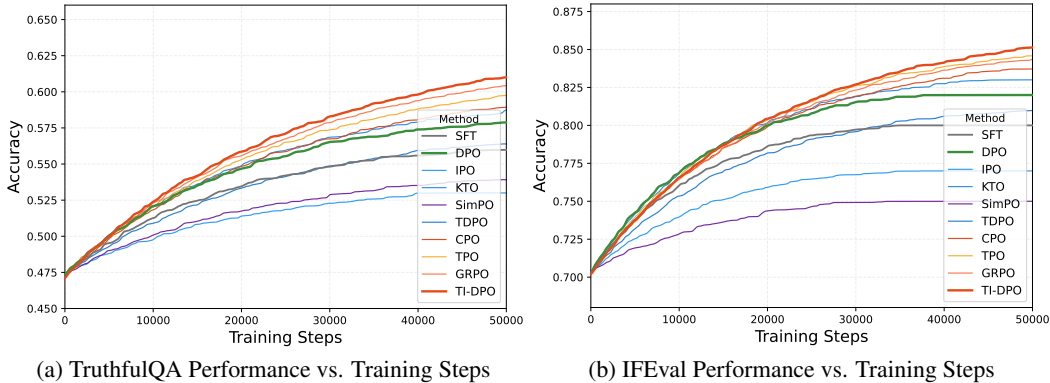 0.650
0.625
0.600
0.575
0.550
0.525
0.500
0.475
0.450
Accuracy
0 10000 20000 30000 40000 50000
Training Steps
Method
SFT
DPO
IPO
KTO
SimPO
TDPO
CPO
TPO
GRPO
TI-DPO
(a) TruthfulQA Performance vs. Training Steps
0.875
0.850
0.825
0.800
0.775
0.750
0.725
0.700
Accuracy
0 10000 20000 30000 40000 50000
Training Steps
Method
SFT
DPO
IPO
KTO
SimPO
TDPO
CPO
TPO
GRPO
TI-DPO
(b) IFEval Performance vs. Training Steps